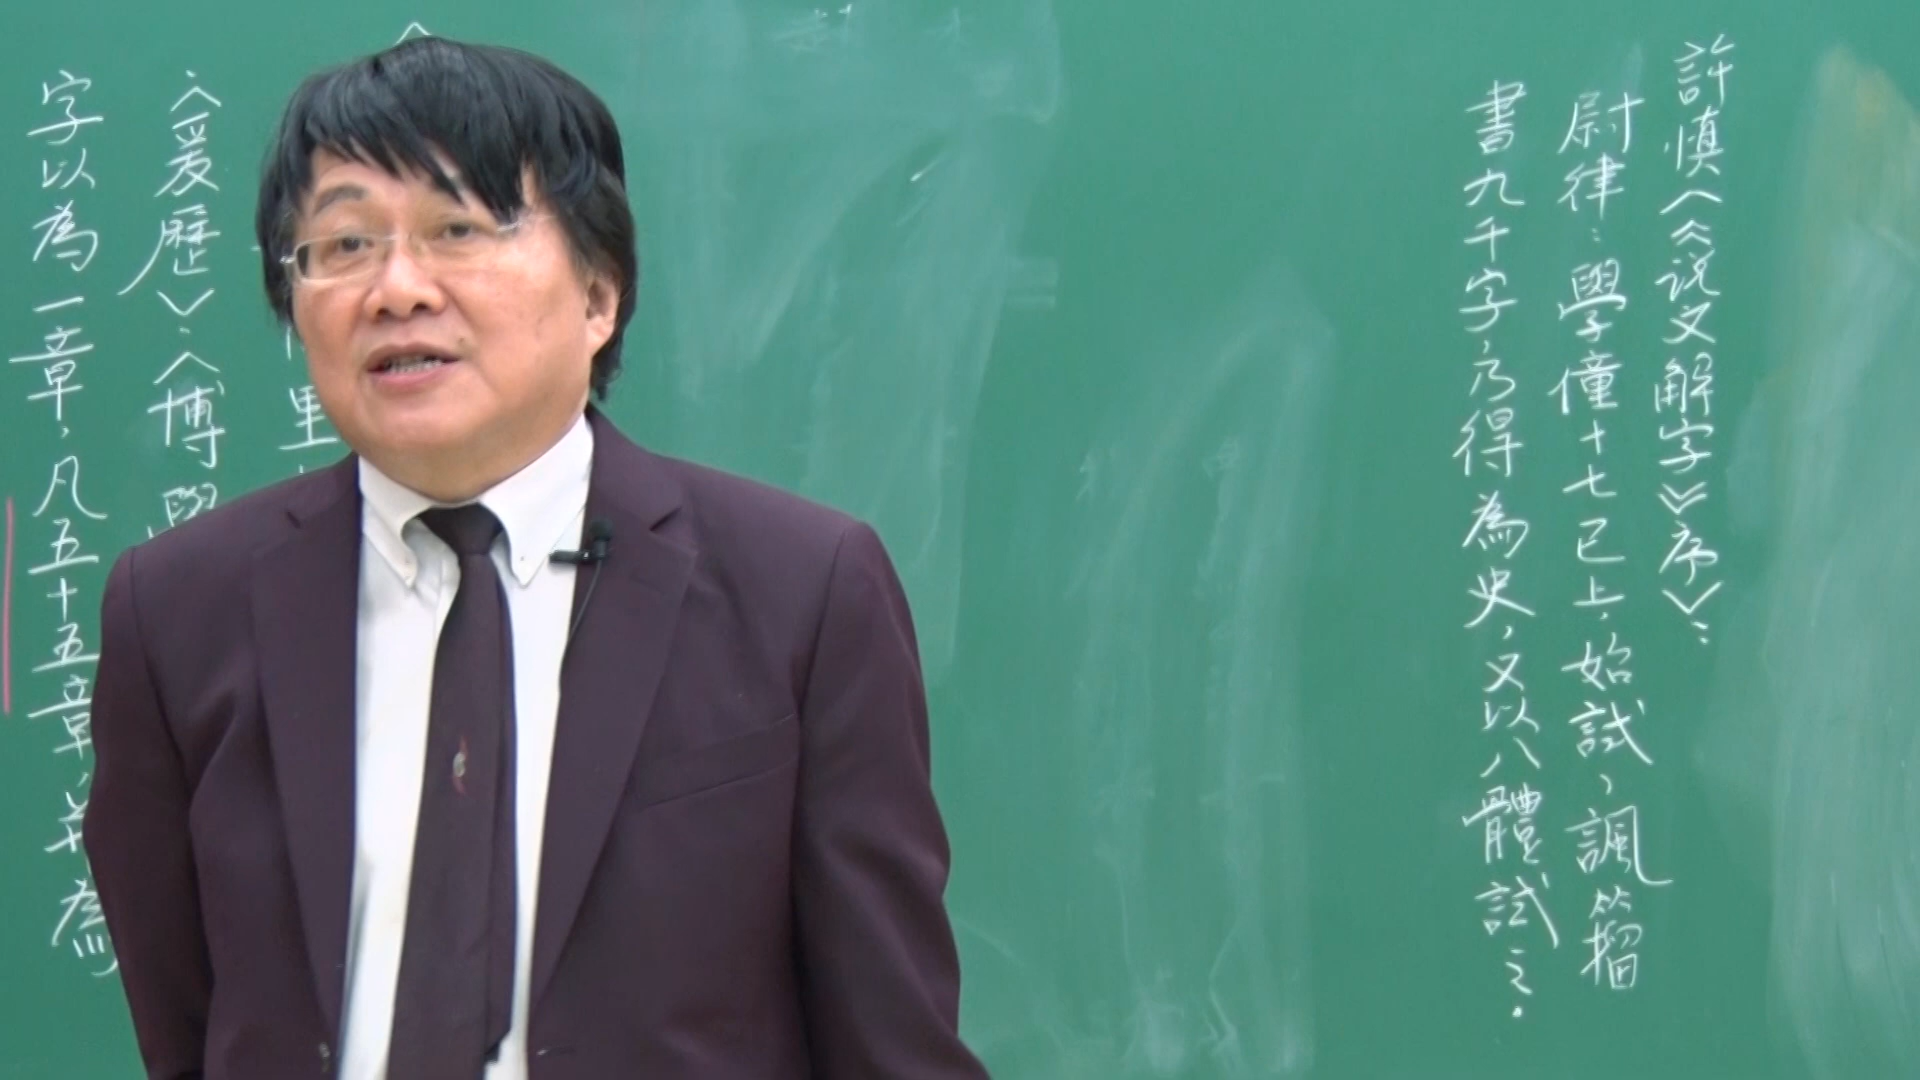 許慎〈《說文解字》序〉：
尉律：學僮十七已上，始試，諷籀
書九千字，乃得為史，又以八體試之。
里
〈爰歷〉、〈博學
字以為一章，凡五十五章，并為